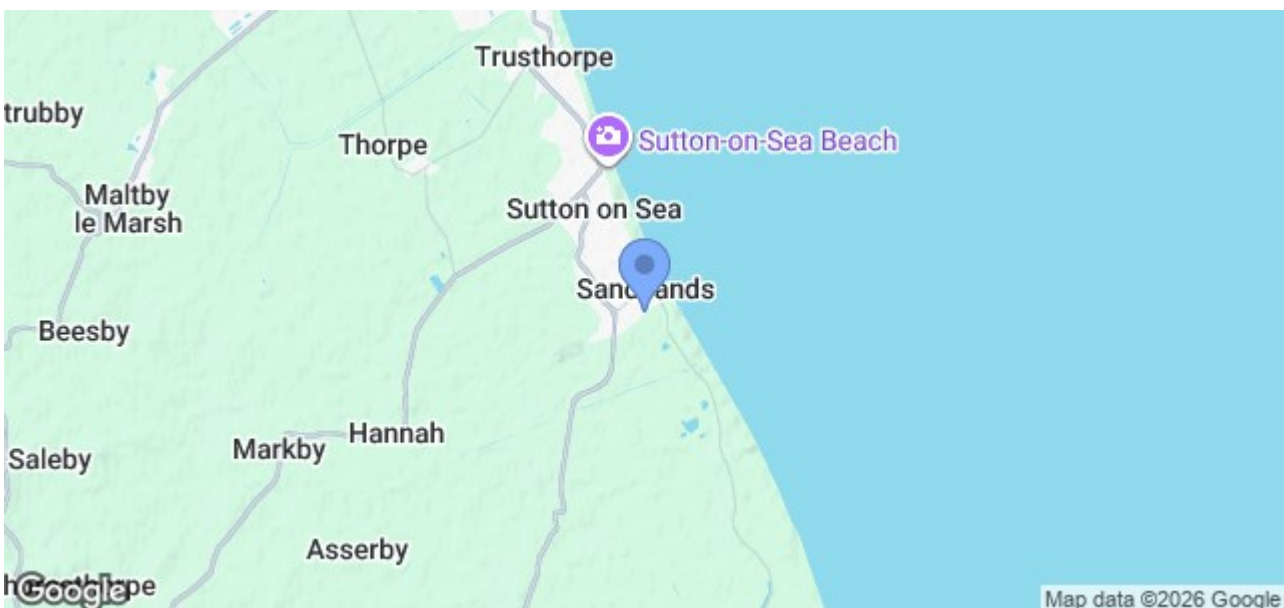 Trusthorpe
trubby
Thorpe
Sutton-on-Sea Beach
Maltby
le Marsh
Sutton on Sea
Beesby
Hannah
Markby
Saleby
Asserby
Google
Map data ©2026 Google